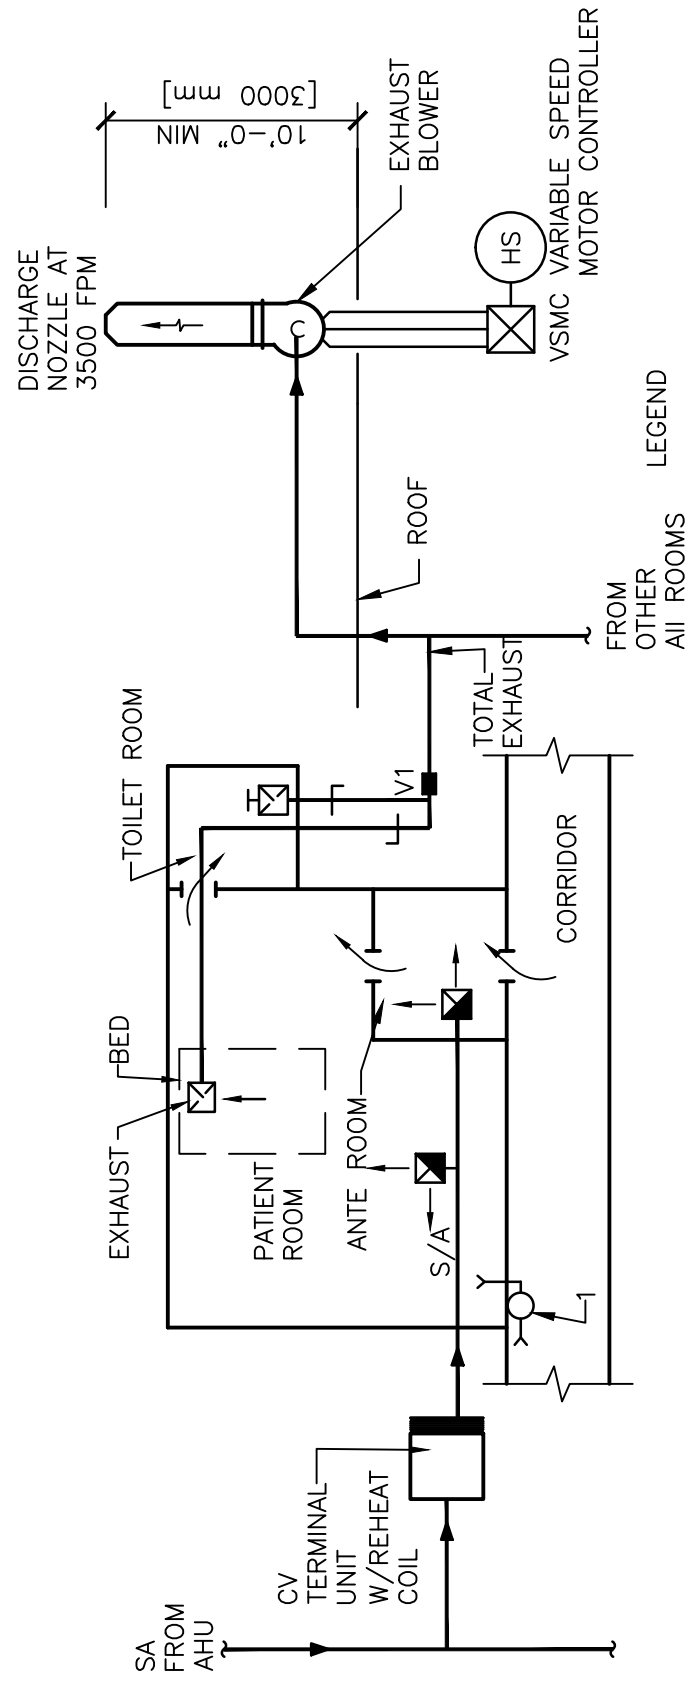 DISCHARGE
NOZZLE AT
3500 FPM
10'-0" MIN
[3000 mm]
EXHAUST
BLOWER
C
HS
VSMC VARIABLE SPEED
MOTOR CONTROLLER
LEGEND
ROOF
FROM
OTHER
AII ROOMS
TOTAL
EXHAUST
TOILET ROOM
V1
CORRIDOR
BED
EXHAUST
PATIENT
ROOM
ANTE ROOM
S/A
1
CV
TERMINAL
UNIT
W/REHEAT
COIL
SA
FROM
AHU